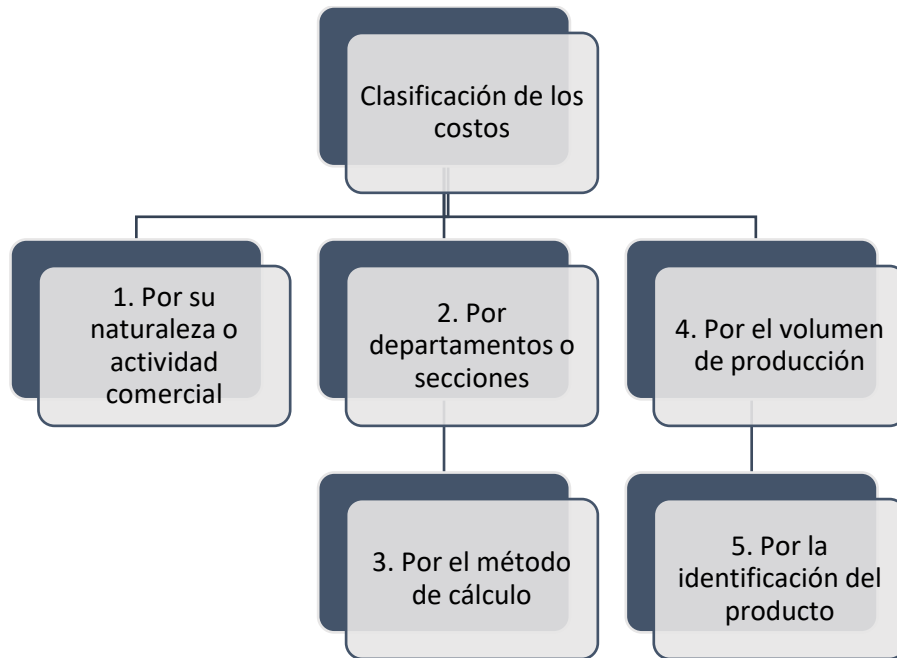 Clasificación de los
costos
1. Por su
naturaleza o
actividad
comercial
2. Por
departamentos o
secciones
4. Por el volumen
de producción
3. Por el método
de cálculo
5. Por la
identificación del
producto